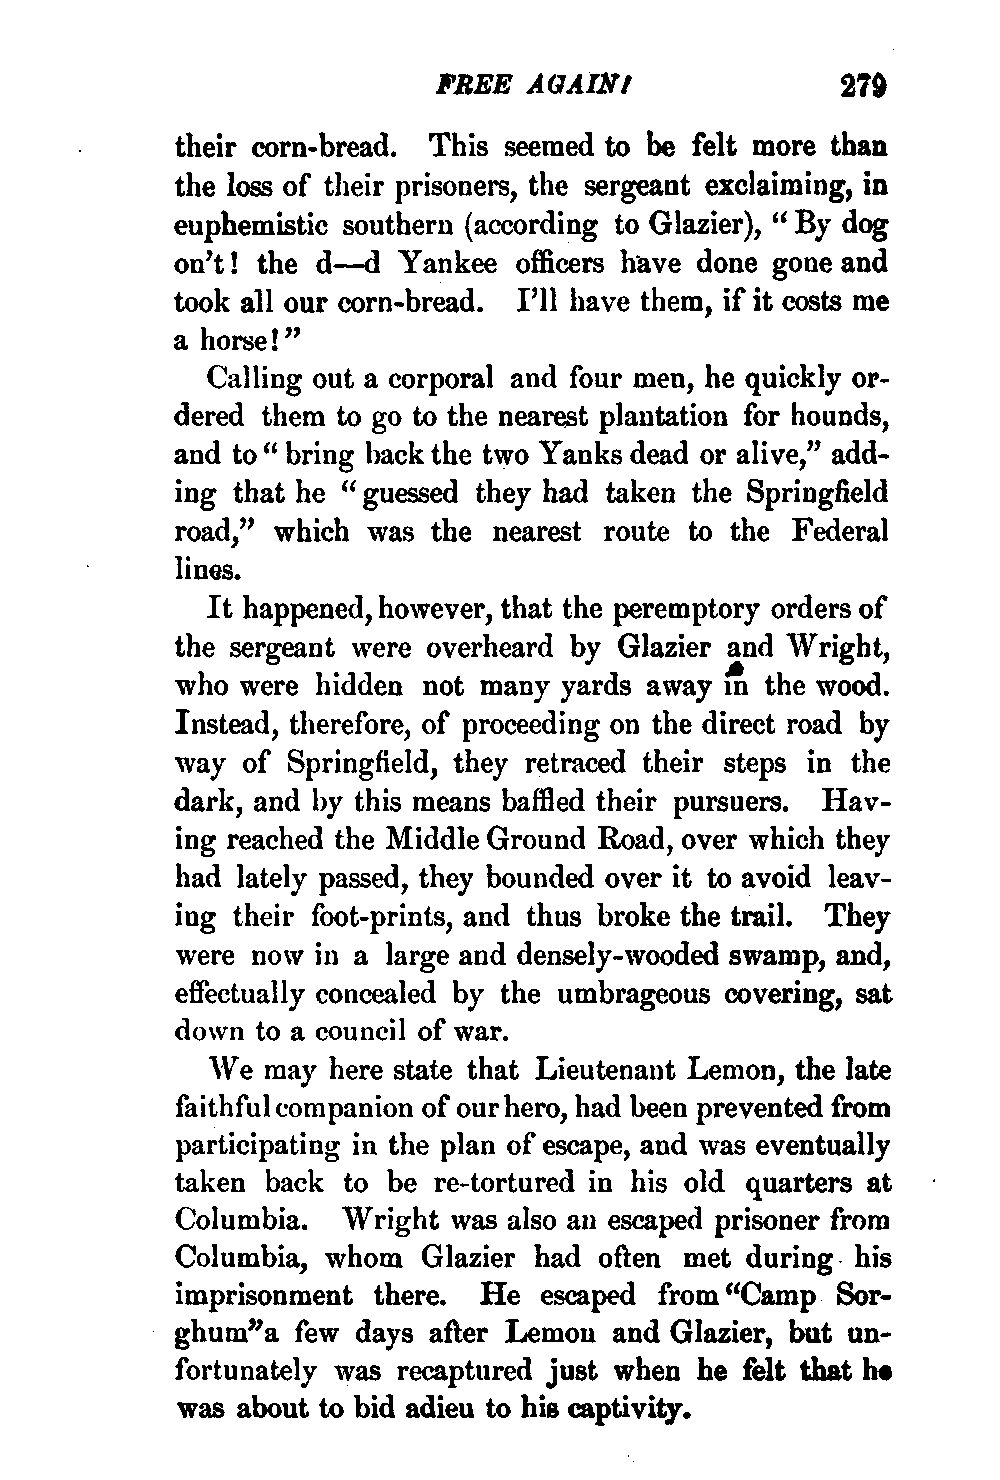 FREE AGAIN! 279
their corn-bread. This seemed to be felt more than
the loss of their prisoners, the sergeant exclaiming, in
euphemistic southern (according to Glazier), “By dog
on’t! the d—d Yankee officers have done gone and
took all our corn-bread. I’ll have them, if it costs me
a horse!”
Calling out a corporal and four men, he quickly or-
dered them to go to the nearest plantation for hounds,
and to “bring back the two Yanks dead or alive,” add-
ing that he “guessed they had taken the Springfield
road,” which was the nearest route to the Federal
lines.
It happened, however, that the peremptory orders of
the sergeant were overheard by Glazier and Wright,
who were hidden not many yards away in the wood.
Instead, therefore, of proceeding on the direct road by
way of Springfield, they retraced their steps in the
dark, and by this means baffled their pursuers. Hav-
ing reached the Middle Ground Road, over which they
had lately passed, they bounded over it to avoid leav-
ing their foot-prints, and thus broke the trail. They
were now in a large and densely-wooded swamp, and,
effectually concealed by the umbrageous covering, sat
down to a council of war.
We may here state that Lieutenant Lemon, the late
faithful companion of our hero, had been prevented from
participating in the plan of escape, and was eventually
taken back to be re-tortured in his old quarters at
Columbia. Wright was also an escaped prisoner from
Columbia, whom Glazier had often met during his
imprisonment there. He escaped from “Camp Sor-
ghum” a few days after Lemon and Glazier, but un-
fortunately was recaptured just when he felt that he
was about to bid adieu to his captivity.